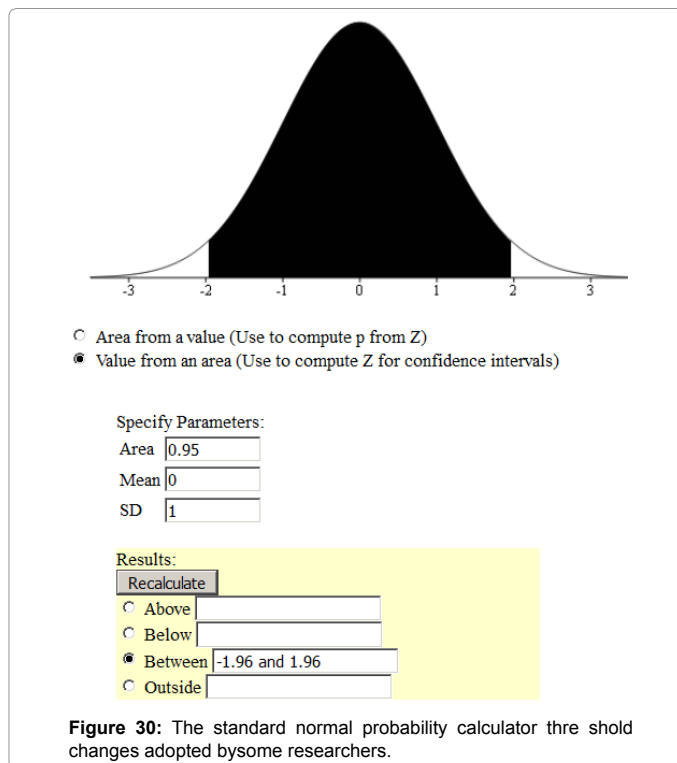 -3 -2 -1 0 1 2 3
Area from a value (Use to compute p from Z)
Value from an area (Use to compute Z for confidence intervals)
Specify Parameters:
Area 0.95
Mean 0
SD 1
Results:
Recalculate
Above
Below
Between -1.96 and 1.96
Outside
Figure 30: The standard normal probability calculator thre shold
changes adopted bysome researchers.